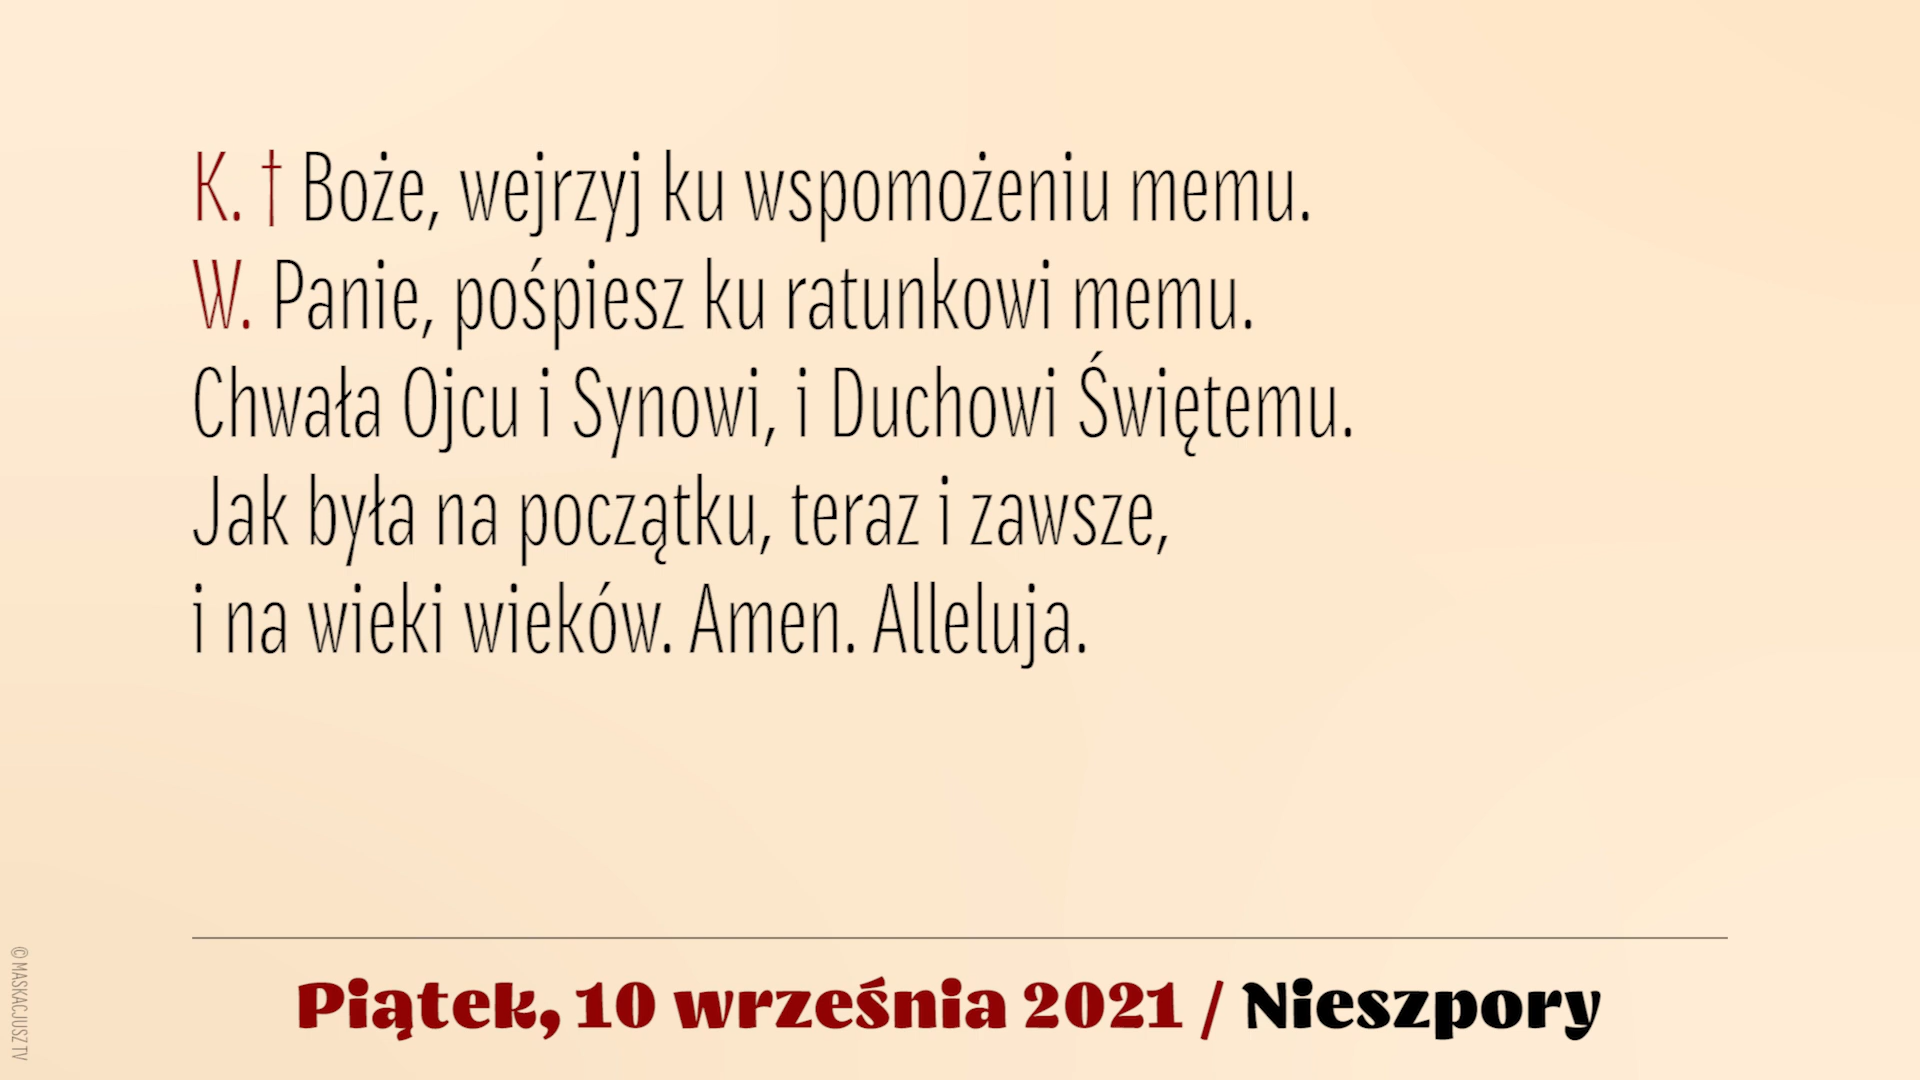 K. † Boże, wejrzyj ku wspomożeniu memu.
W. Panie, pośpiesz ku ratunkowi memu.
Chwała Ojcu i Synowi, i Duchowi Świętemu.
Jak była na początku, teraz i zawsze,
i na wieki wieków. Amen. Alleluja.
Piątek, 10 września 2021 / Nieszpory
© MASKACJUSZ TV